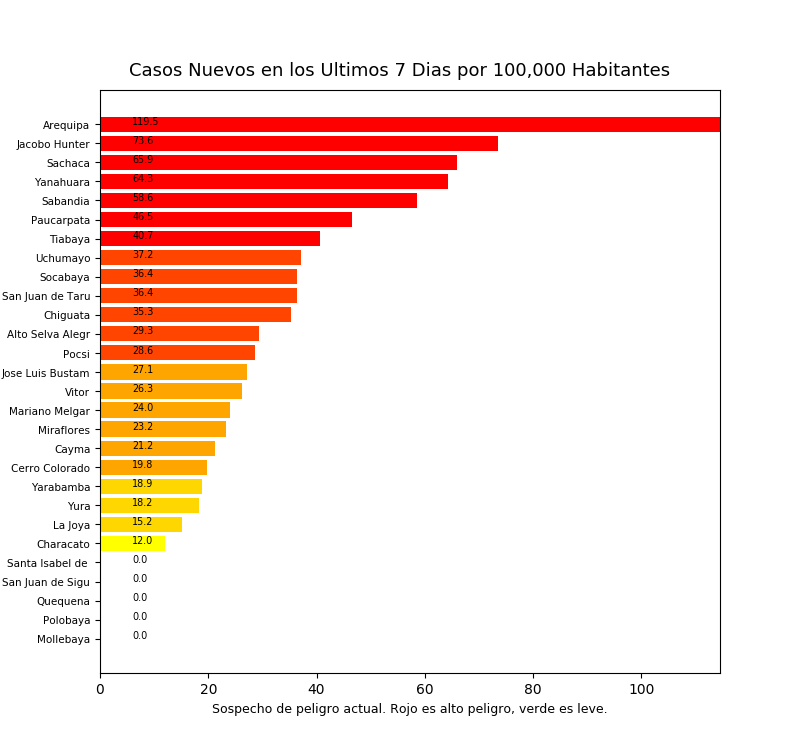 Casos Nuevos en los Ultimos 7 Dias por 100,000 Habitantes
Arequipa 119.5
Jacobo Hunter 73.6
Sachaca 65.9
Yanahuara 64.3
Sabandia 58.6
Paucarpata 46.5
Tiabaya 40.7
Uchumayo 37.2
Socabaya 36.4
San Juan de Taru 36.4
Chiguata 35.3
Alto Selva Alegr 29.3
Pocsi 28.6
Jose Luis Bustam 27.1
Vitor 26.3
Mariano Melgar 24.0
Miraflores 23.2
Cayma 21.2
Cerro Colorado 19.8
Yarabamba 18.9
Yura 18.2
La Joya 15.2
Characato 12.0
Santa Isabel de 0.0
San Juan de Sigu 0.0
Quequena 0.0
Polobaya 0.0
Mollebaya 0.0
0 20 40 60 80 100
Sospecho de peligro actual. Rojo es alto peligro, verde es leve.